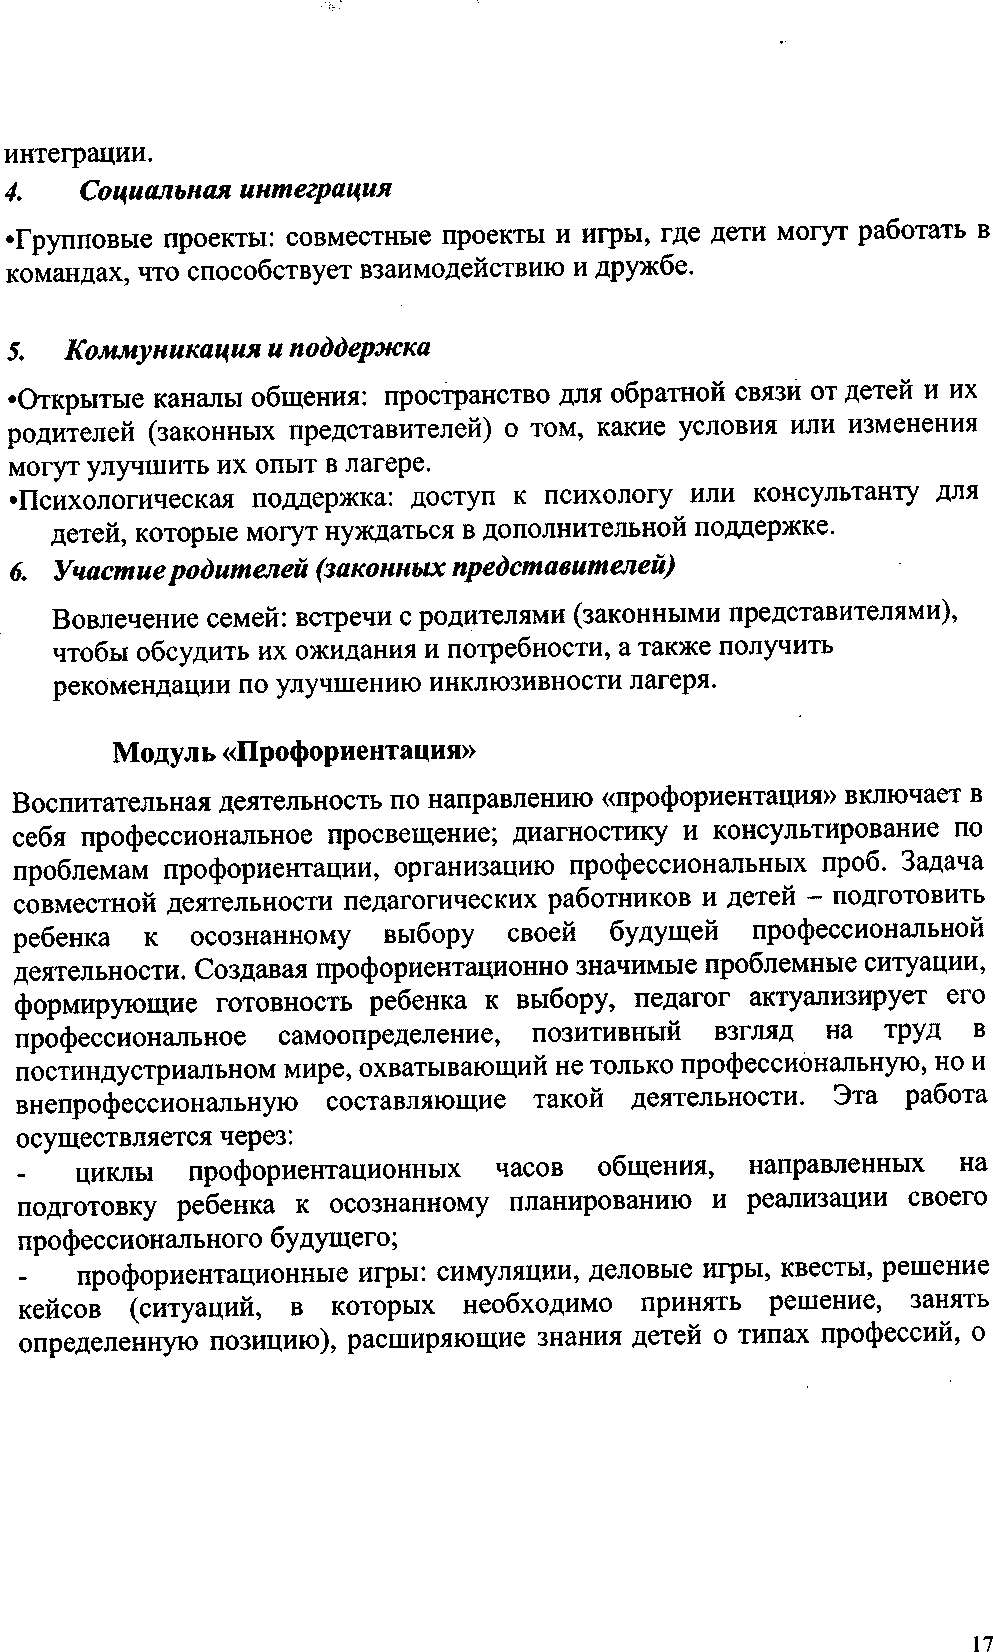 интеграции.
4. Социальная интеграция
•Групповые проекты: совместные проекты и игры, где дети могут работать в
командах, что способствует взаимодействию и дружбе.
5. Коммуникация и поддержка
•Открытые каналы общения: пространство для обратной связи от детей и их
родителей (законных представителей) о том, какие условия или изменения
могут улучшить их опыт в лагере.
•Психологическая поддержка: доступ к психологу или консультанту для
детей, которые могут нуждаться в дополнительной поддержке.
6. Участие родителей (законных представителей)
Вовлечение семей: встречи с родителями (законными представителями),
чтобы обсудить их ожидания и потребности, а также получить
рекомендации по улучшению инклюзивности лагеря.
Модуль «Профориентация»
Воспитательная деятельность по направлению «профориентация» включает в
себя профессиональное просвещение; диагностику и консультирование по
проблемам профориентации, организацию профессиональных проб. Задача
совместной деятельности педагогических работников и детей – подготовить
ребенка к осознанному выбору своей будущей профессиональной
деятельности. Создавая профориентационно значимые проблемные ситуации,
формирующие готовность ребенка к выбору, педагог актуализирует его
профессиональное самоопределение, позитивный взгляд на труд в
постиндустриальном мире, охватывающий не только профессиональную, но и
внепрофессиональную составляющие такой деятельности. Эта работа
осуществляется через:
- циклы профориентационных часов общения, направленных на
подготовку ребенка к осознанному планированию и реализации своего
профессионального будущего;
- профориентационные игры: симуляции, деловые игры, квесты, решение
кейсов (ситуаций, в которых необходимо принять решение, занять
определенную позицию), расширяющие знания детей о типах профессий, о
17